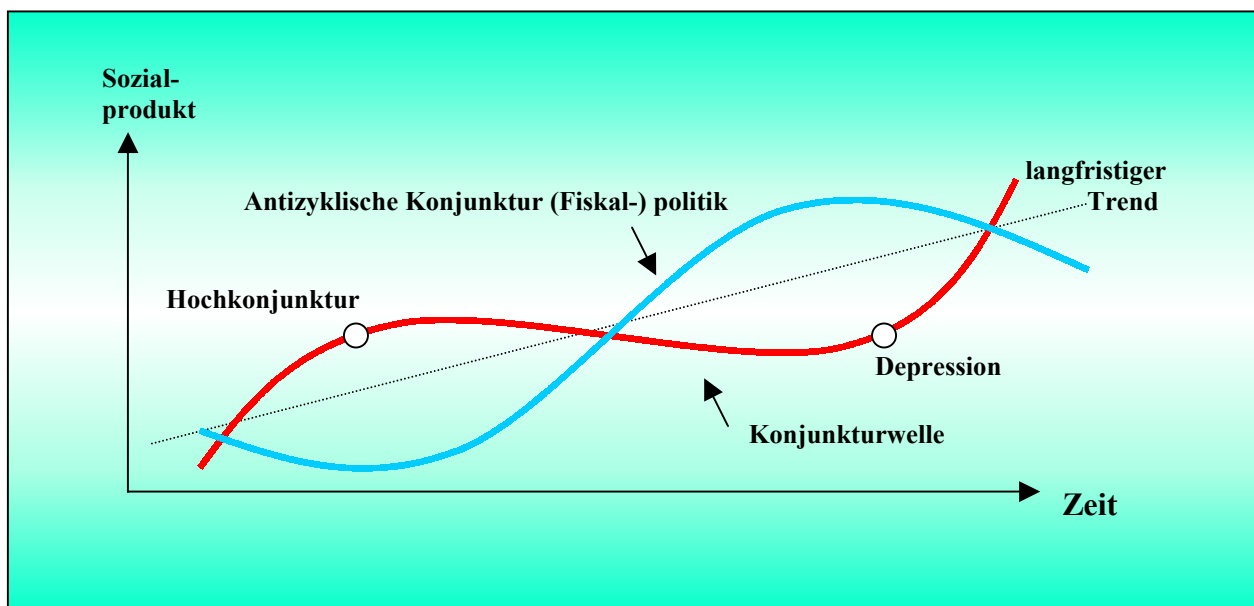 Sozial-
produkt
langfristiger
Trend
Antizyklische Konjunktur (Fiskal-) politik
Hochkonjunktur
Depression
Konjunkturwelle
Zeit